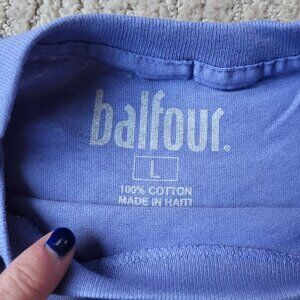 balfour.
L
100% COTTON
MADE IN HAITI